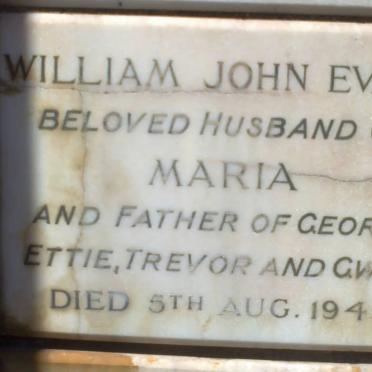 WILLIAM JOHN EV
BELOVED HUSBAND
MARIA
AND FATHER OF GEOR
ETTIE, TREVOR AND GW
DIED 5TH AUG. 194